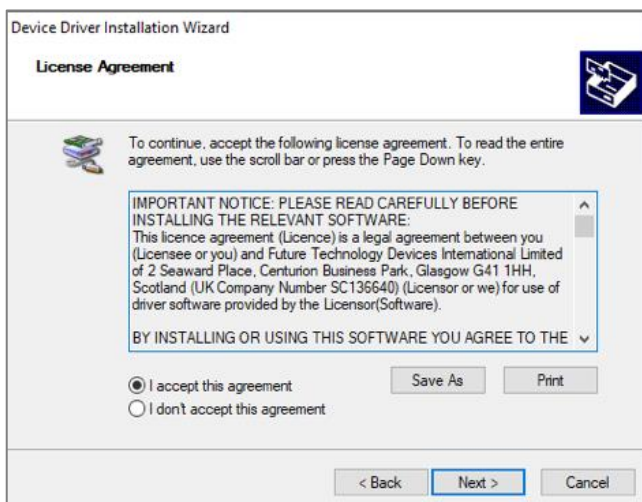 Device Driver Installation Wizard
License Agreement
To continue, accept the following license agreement. To read the entire
agreement, use the scroll bar or press the Page Down key.
IMPORTANT NOTICE: PLEASE READ CAREFULLY BEFORE
INSTALLING THE RELEVANT SOFTWARE:
This licence agreement (Licence) is a legal agreement between you
(Licensee or you) and Future Technology Devices International Limited
of 2 Seaward Place, Centurion Business Park, Glasgow G41 1HH,
Scotland (UK Company Number SC136640) (Licensor or we) for use of
driver software provided by the Licensor(Software).
BY INSTALLING OR USING THIS SOFTWARE YOU AGREE TO THE
I accept this agreement
Save As
Print
I don't accept this agreement
< Back
Next >
Cancel